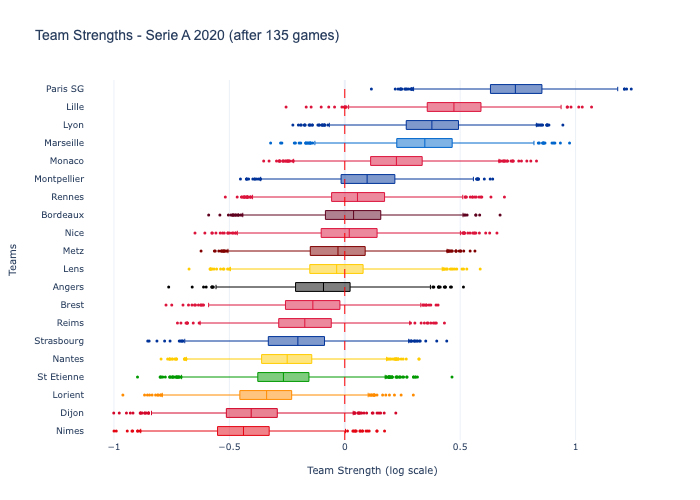 Team Strengths - Serie A 2020 (after 135 games)
Paris SG
Lille
Lyon
Marseille
Monaco
Montpellier
Rennes
Bordeaux
Nice
Metz
Lens
Angers
Brest
Reims
Strasbourg
Nantes
St Etienne
Lorient
Dijon
Nimes
Teams
−1 −0.5 0 0.5 1
Team Strength (log scale)